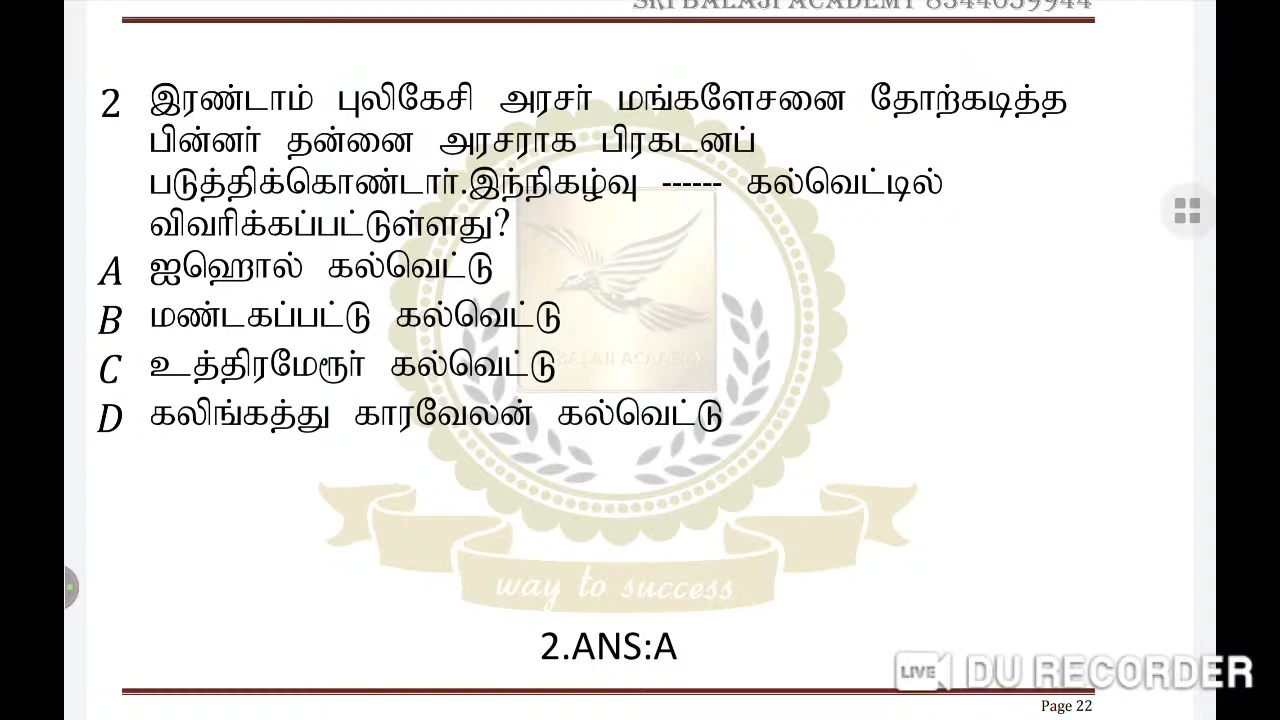 SRI BALAJI ACADEMY 8344059944
2 இரண்டாம் புலிகேசி அரசர் மங்களேசனை தோற்கடித்த
பின்னர் தன்னை அரசராக பிரகடனப்
படுத்திக்கொண்டார்.இந்நிகழ்வு ------ கல்வெட்டில்
விவரிக்கப்பட்டுள்ளது?
A ஐஹொல் கல்வெட்டு
B மண்டகப்பட்டு கல்வெட்டு
C உத்திரமேரூர் கல்வெட்டு
D கலிங்கத்து காரவேலன் கல்வெட்டு
BALAJI ACADEMY
way to success
2.ANS:A
LIVE DU RECORDER
Page 22